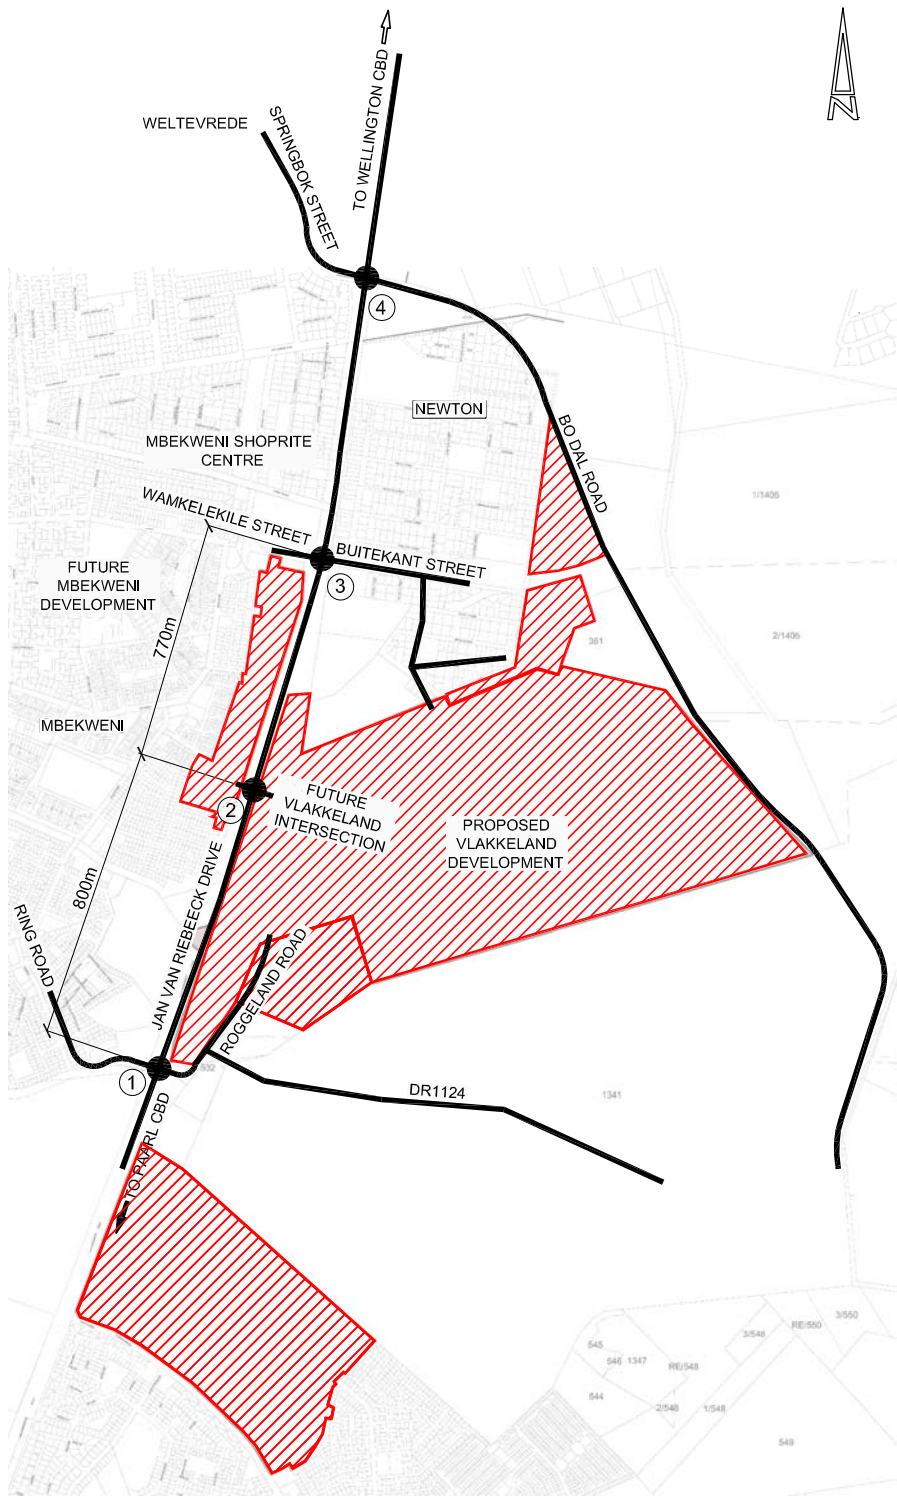 TO WELLINGTON CBD
N
WELTEVREDE
SPRINGBOK STREET
4
NEWTON
BO DAL ROAD
MBEKWENI SHOPRITE
CENTRE
1/1405
WAMKELEKILE STREET
BUITEKANT STREET
3
FUTURE
MBEKWENI
DEVELOPMENT
770m
361
2/1405
MBEKWENI
2
FUTURE
VLAKKELAND
INTERSECTION
PROPOSED
VLAKKELAND
DEVELOPMENT
800m
JAN VAN RIEBEECK DRIVE
RING ROAD
ROGGELAND ROAD
532
1
DR1124
1341
TO PAARL CBD
3/550
RE/550
3/548
545
546
1347
RE/548
544
2/548
1/548
549